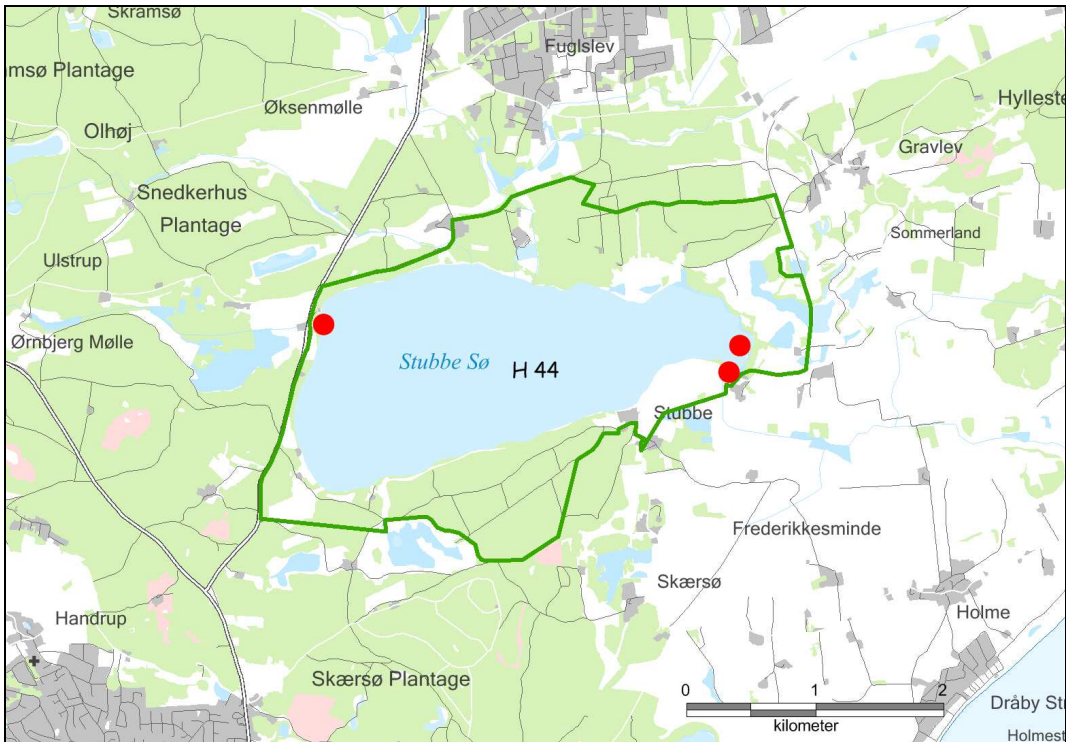 Skramsø
Fuglslev
msø Plantage
Øksenmølle
Hylleste
Olhøj
Gravlev
Snedkerhus
Plantage
Sommerland
Ulstrup
Ørnbjerg Mølle
Stubbe Sø
H 44
Stubbe
Frederikkesminde
Skærsø
Handrup
Holme
Skærsø Plantage
0 1 2
kilometer
Dråby Str
Holmest